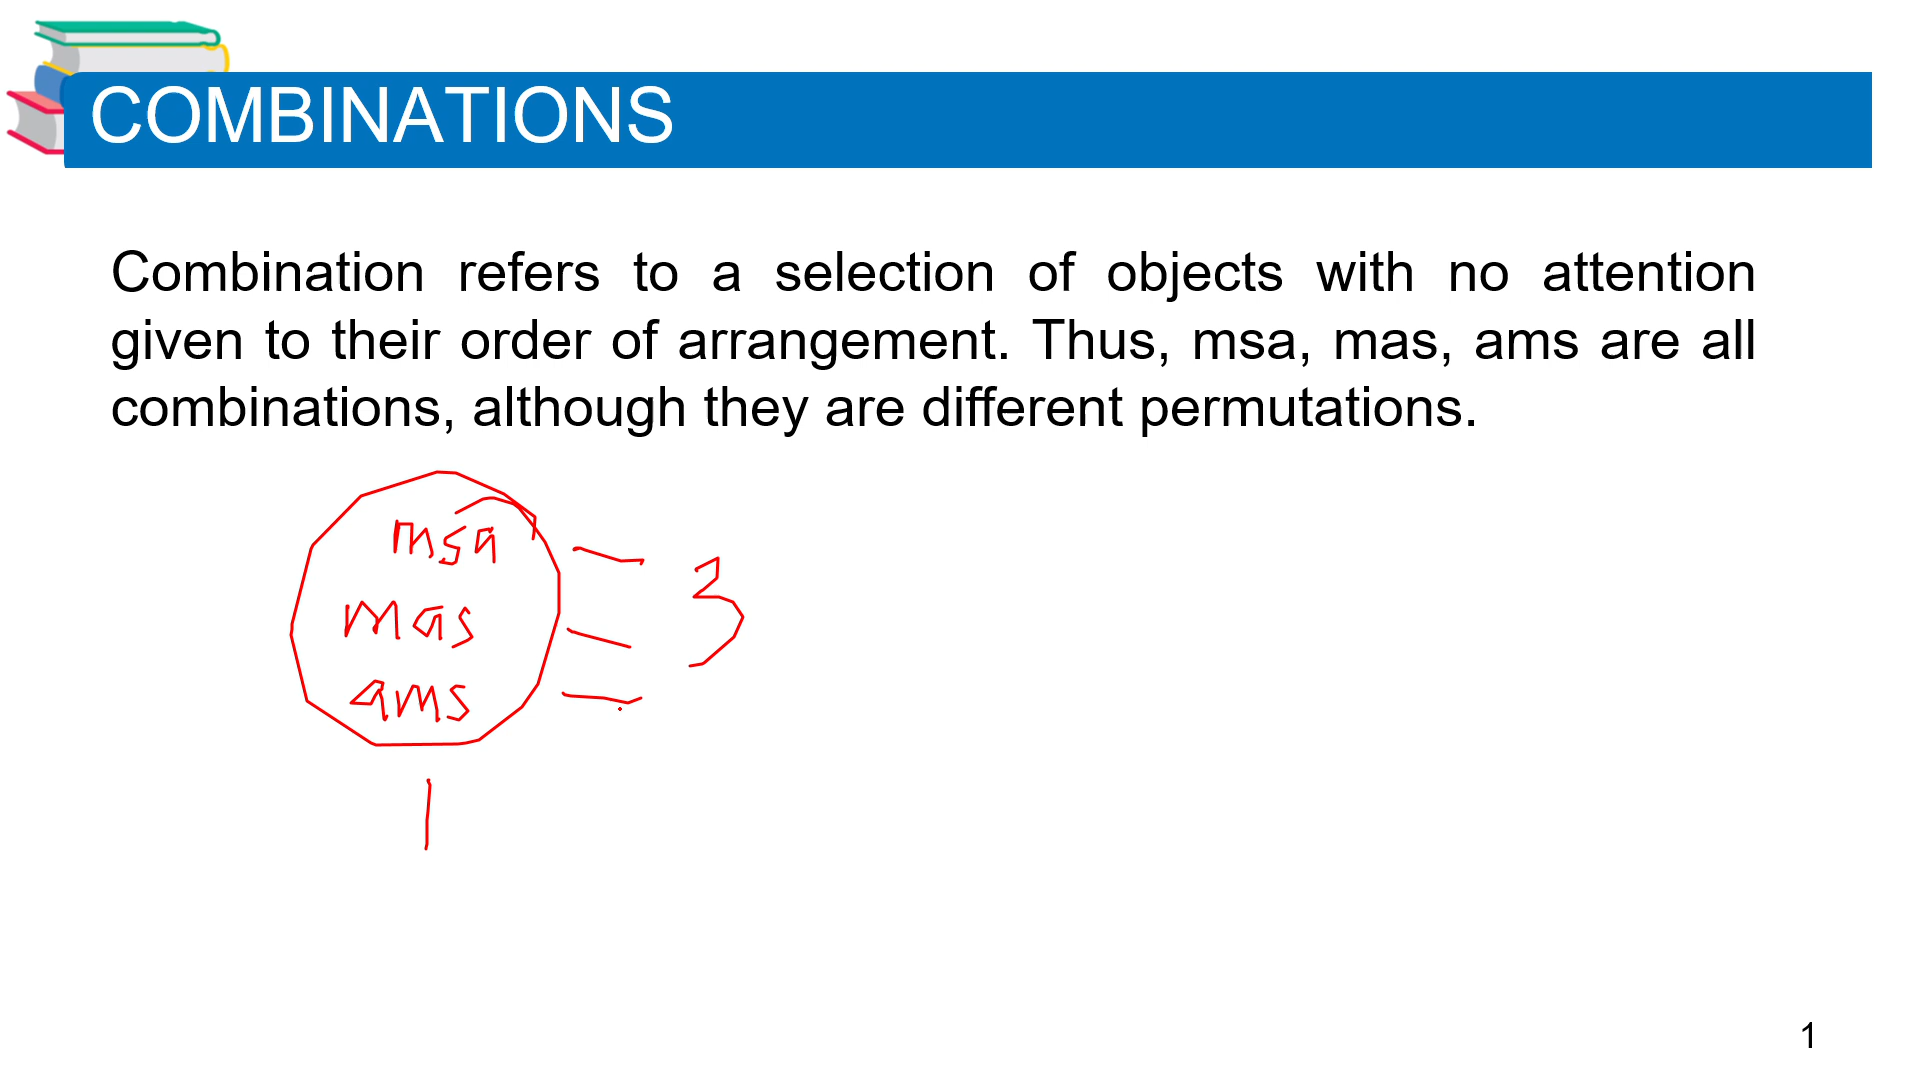 COMBINATIONS
Combination refers to a selection of objects with no attention
given to their order of arrangement. Thus, msa, mas, ams are all
combinations, although they are different permutations.
msa
mas
ams
3
1
1